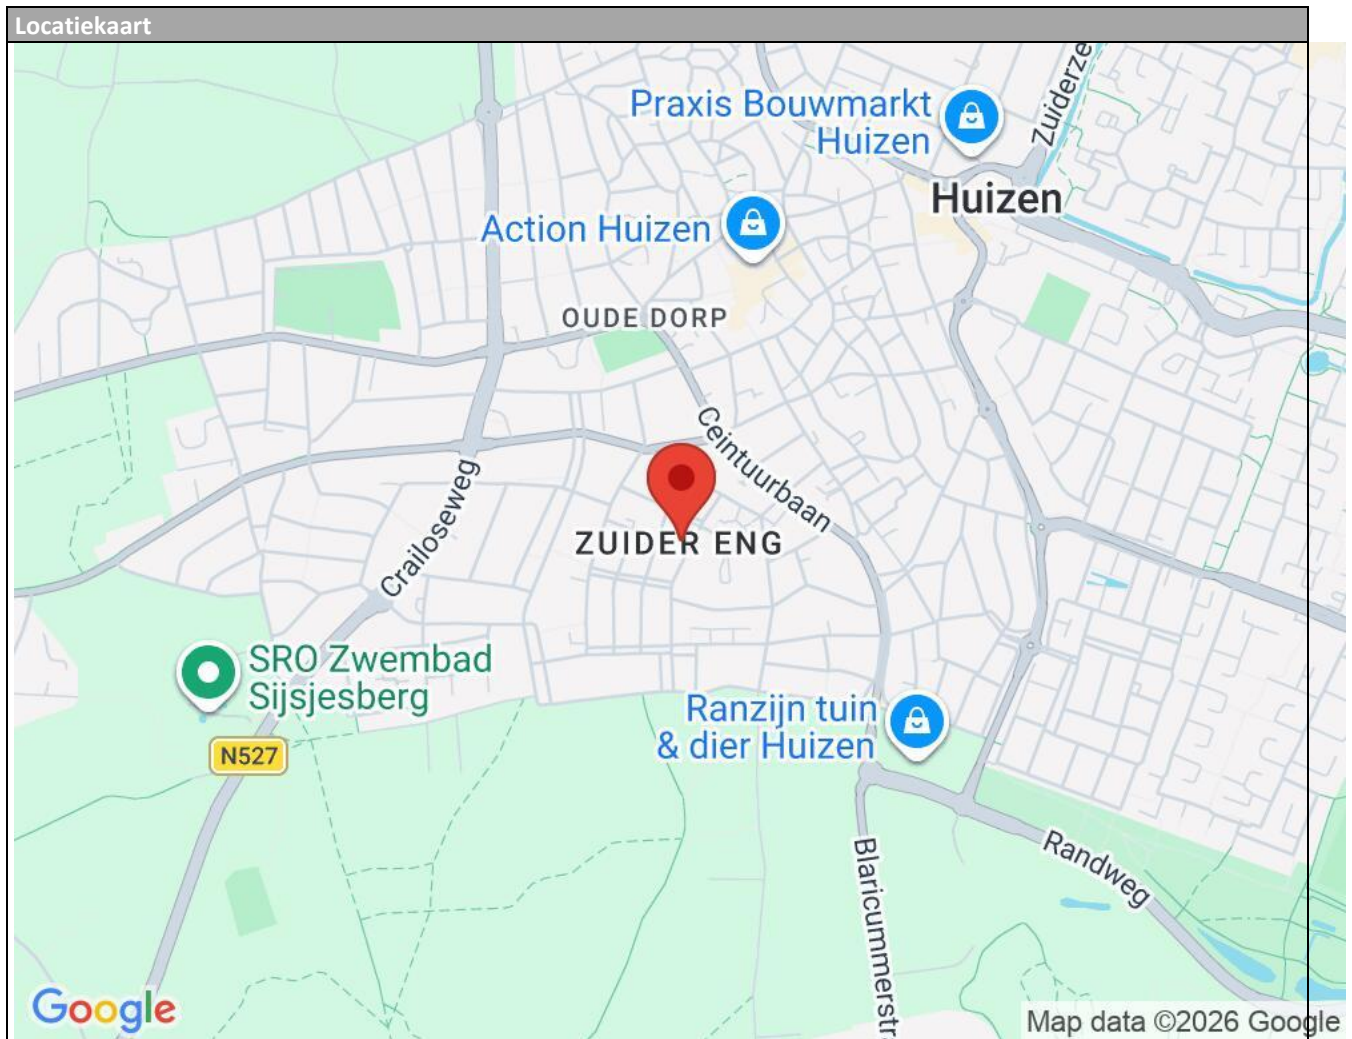 Locatiekaart
Praxis Bouwmarkt
Huizen
Zuiderze
Huizen
Action Huizen
OUDE DORP
Ceintuurbaan
Crailoseweg
ZUIDER ENG
SRO Zwembad
Sijsjesberg
N527
Ranzijn tuin
& dier Huizen
Randweg
Blaricummerstr
Google
Map data ©2026 Google